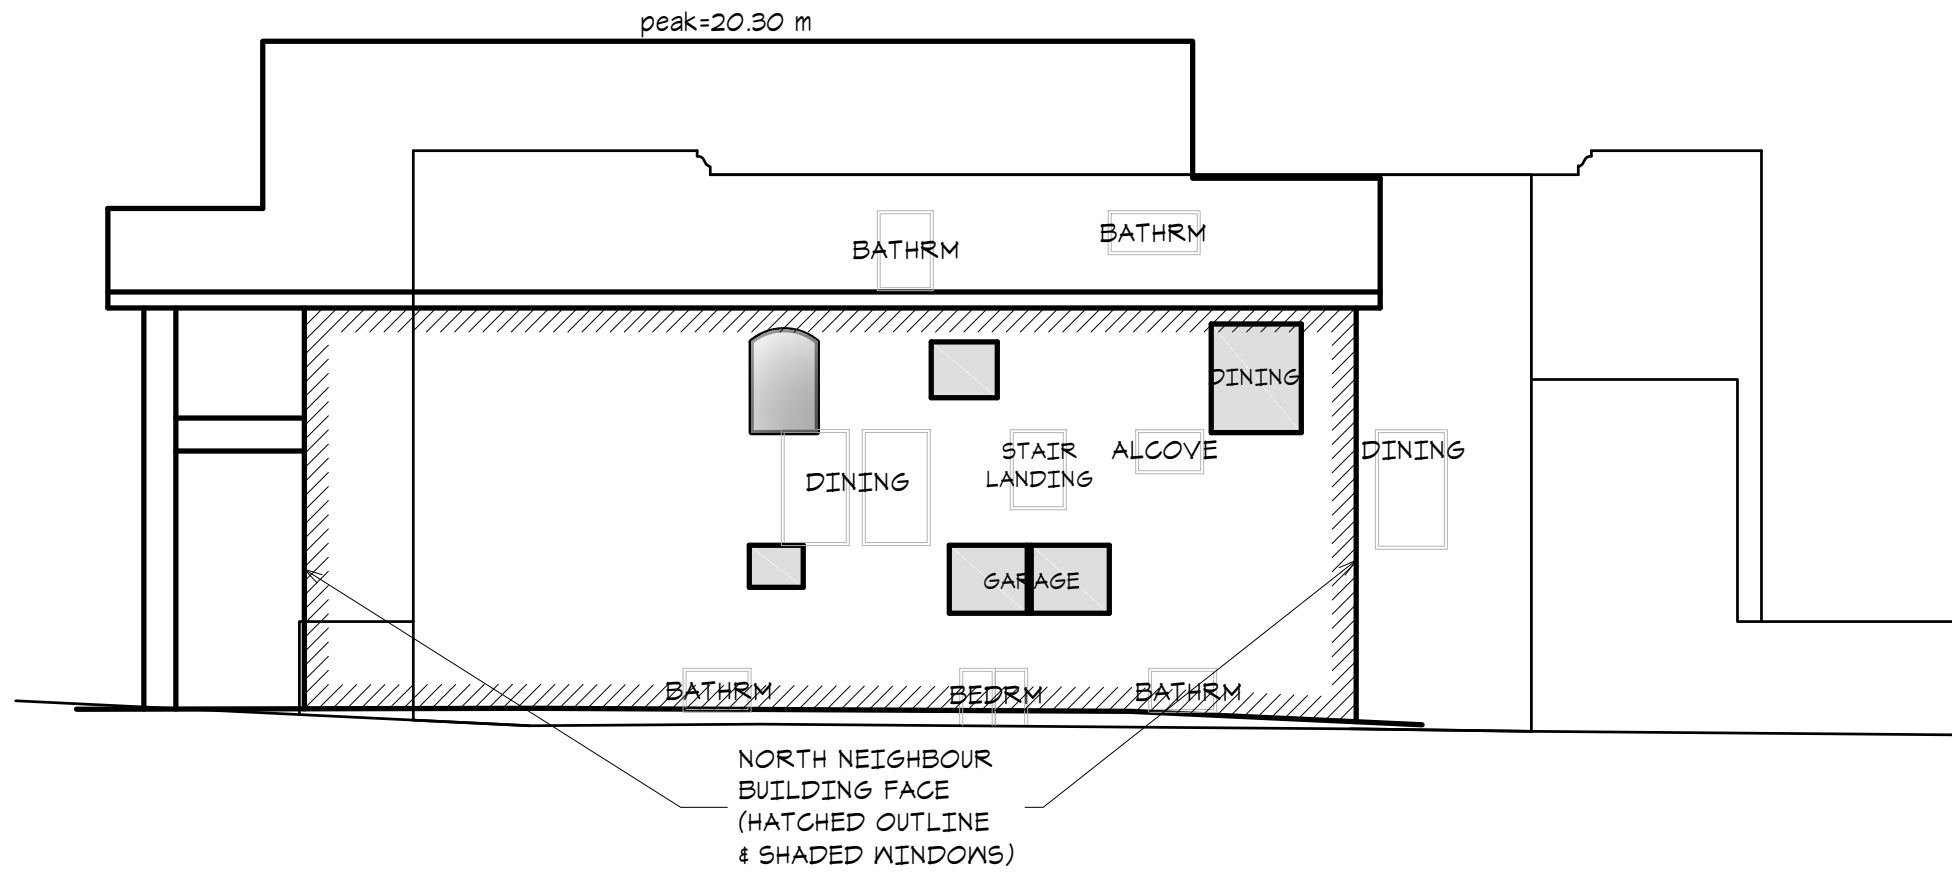 peak=20.30 m
BATHRM
BATHRM
DINING
STAIR
LANDING
ALCOVE
DINING
DINING
GARAGE
BATHRM
BEDRM
BATHRM
NORTH NEIGHBOUR
BUILDING FACE
(HATCHED OUTLINE
& SHADED WINDOWS)